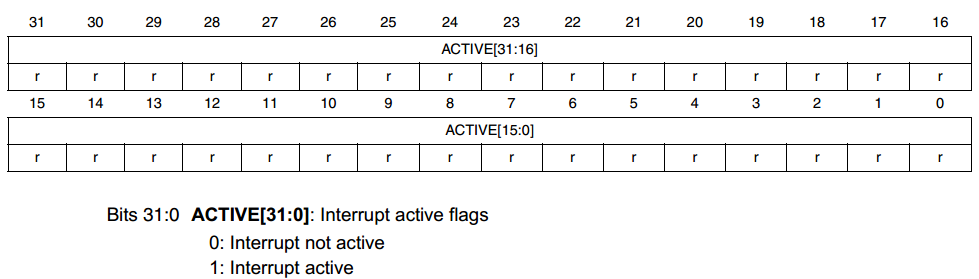 31 30 29 28 27 26 25 24 23 22 21 20 19 18 17 16
ACTIVE[31:16]
r r r r r r r r r r r r r r r r
15 14 13 12 11 10 9 8 7 6 5 4 3 2 1 0
ACTIVE[15:0]
r r r r r r r r r r r r r r r r
Bits 31:0 ACTIVE[31:0]: Interrupt active flags
0: Interrupt not active
1: Interrupt active